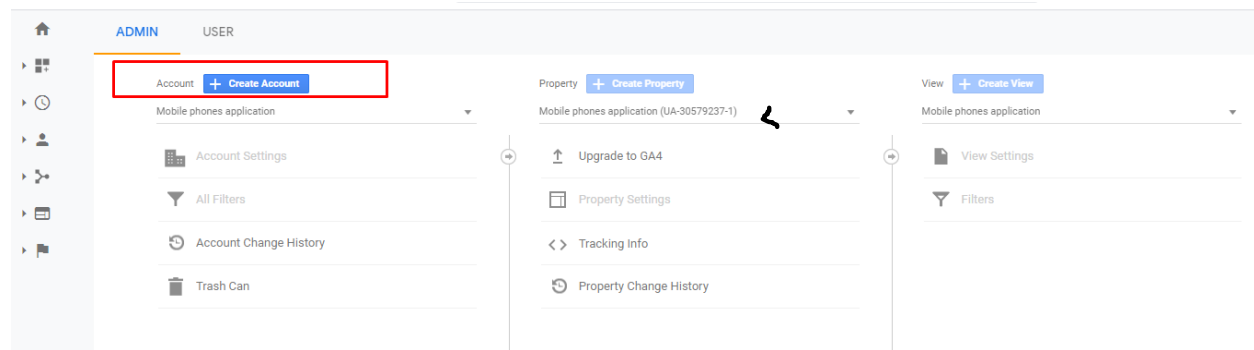 ADMIN USER
Account + Create Account
Mobile phones application
Account Settings
All Filters
Account Change History
Trash Can
Property + Create Property
Mobile phones application (UA-30579237-1)
Upgrade to GA4
Property Settings
<> Tracking Info
Property Change History
View + Create View
Mobile phones application
View Settings
Filters